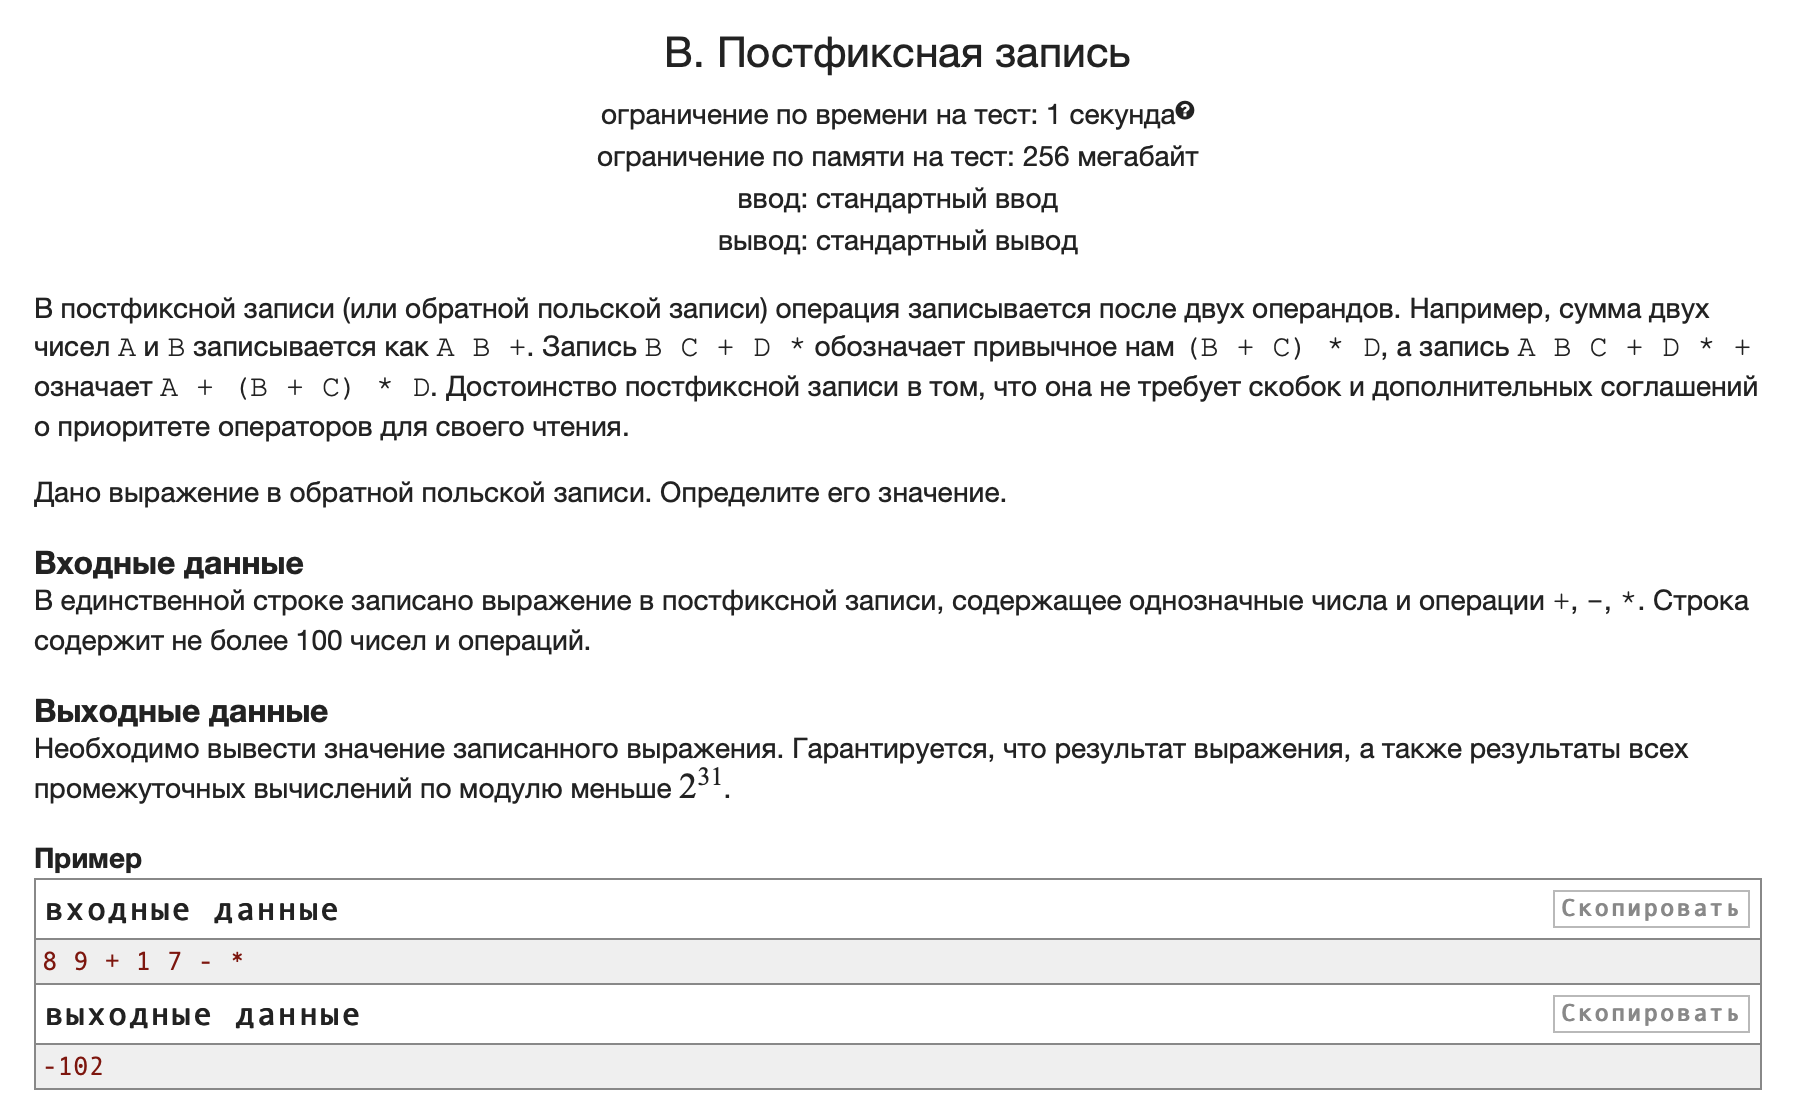 В. Постфиксная запись
ограничение по времени на тест: 1 секунда?
ограничение по памяти на тест: 256 мегабайт
ввод: стандартный ввод
вывод: стандартный вывод
В постфиксной записи (или обратной польской записи) операция записывается после двух операндов. Например, сумма двух
чисел A и B записывается как A B +. Запись B C + D * обозначает привычное нам (B + C) * D, а запись A B C + D * +
означает A + (B + C) * D. Достоинство постфиксной записи в том, что она не требует скобок и дополнительных соглашений
о приоритете операторов для своего чтения.
Дано выражение в обратной польской записи. Определите его значение.
Входные данные
В единственной строке записано выражение в постфиксной записи, содержащее однозначные числа и операции +, −, *. Строка
содержит не более 100 чисел и операций.
Выходные данные
Необходимо вывести значение записанного выражения. Гарантируется, что результат выражения, а также результаты всех
промежуточных вычислений по модулю меньше 2³¹.
Пример
входные данные
Скопировать
8 9 + 1 7 - *
выходные данные
Скопировать
-102